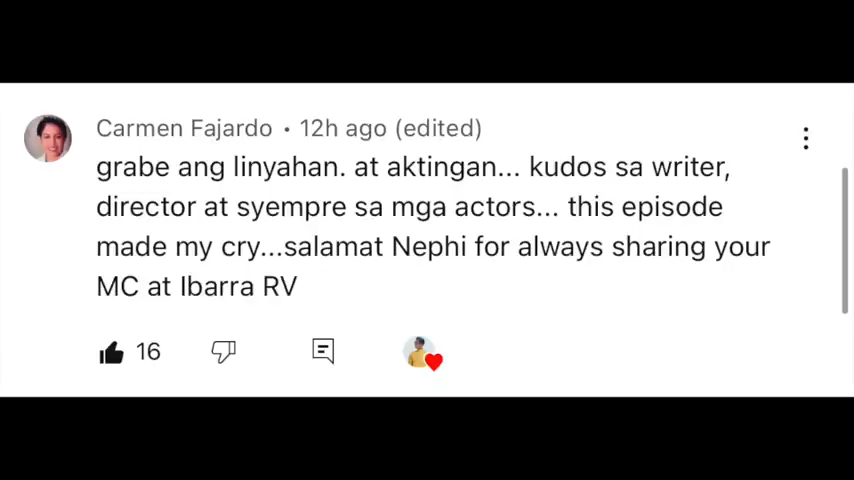 Carmen Fajardo • 12h ago (edited)
grabe ang linyahan. at aktingan... kudos sa writer,
director at syempre sa mga actors... this episode
made my cry...salamat Nephi for always sharing your
MC at Ibarra RV
16